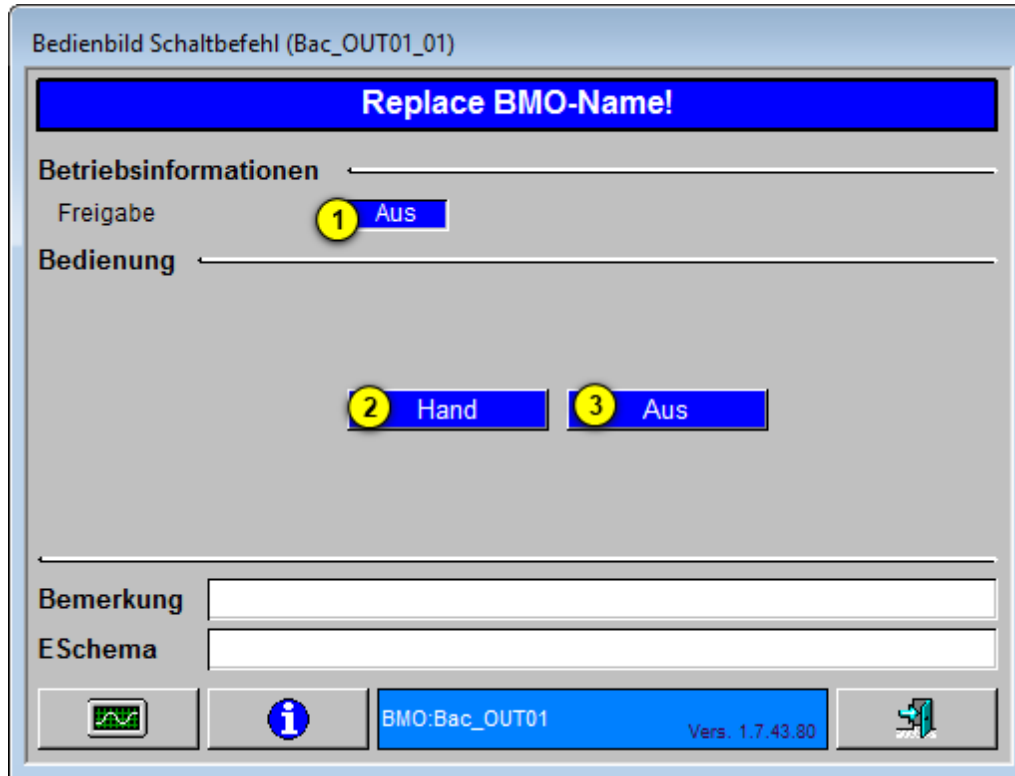 Bedienbild Schaltbefehl (Bac_OUT01_01)
Replace BMO-Name!
Betriebsinformationen
Freigabe 1 Aus
Bedienung
2 Hand 3 Aus
Bemerkung
ESchema
i BMO:Bac_OUT01 Vers. 1.7.43.80